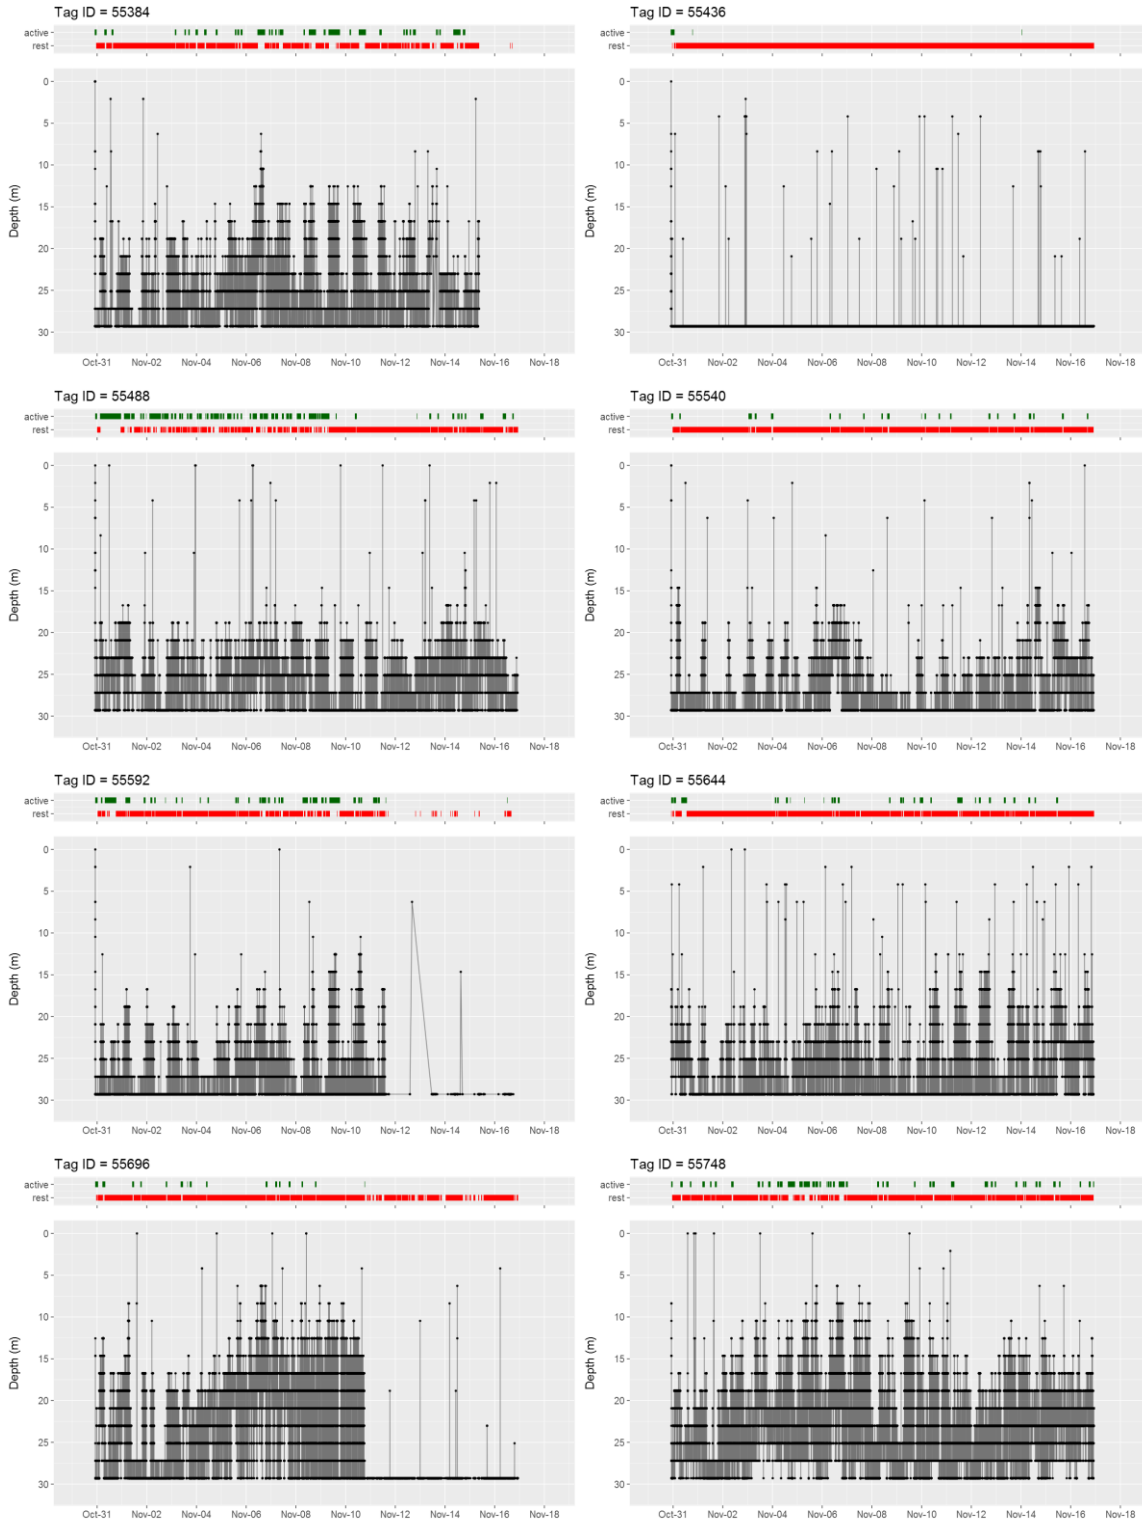 Tag ID = 55384
active
rest
0
5
10
15
20
25
30
Depth (m)
Oct-31 Nov-02 Nov-04 Nov-06 Nov-08 Nov-10 Nov-12 Nov-14 Nov-16 Nov-18
Tag ID = 55436
active
rest
0
5
10
15
20
25
30
Depth (m)
Oct-31 Nov-02 Nov-04 Nov-06 Nov-08 Nov-10 Nov-12 Nov-14 Nov-16 Nov-18
Tag ID = 55488
active
rest
0
5
10
15
20
25
30
Depth (m)
Oct-31 Nov-02 Nov-04 Nov-06 Nov-08 Nov-10 Nov-12 Nov-14 Nov-16 Nov-18
Tag ID = 55540
active
rest
0
5
10
15
20
25
30
Depth (m)
Oct-31 Nov-02 Nov-04 Nov-06 Nov-08 Nov-10 Nov-12 Nov-14 Nov-16 Nov-18
Tag ID = 55592
active
rest
0
5
10
15
20
25
30
Depth (m)
Oct-31 Nov-02 Nov-04 Nov-06 Nov-08 Nov-10 Nov-12 Nov-14 Nov-16 Nov-18
Tag ID = 55644
active
rest
0
5
10
15
20
25
30
Depth (m)
Oct-31 Nov-02 Nov-04 Nov-06 Nov-08 Nov-10 Nov-12 Nov-14 Nov-16 Nov-18
Tag ID = 55696
active
rest
0
5
10
15
20
25
30
Depth (m)
Oct-31 Nov-02 Nov-04 Nov-06 Nov-08 Nov-10 Nov-12 Nov-14 Nov-16 Nov-18
Tag ID = 55748
active
rest
0
5
10
15
20
25
30
Depth (m)
Oct-31 Nov-02 Nov-04 Nov-06 Nov-08 Nov-10 Nov-12 Nov-14 Nov-16 Nov-18